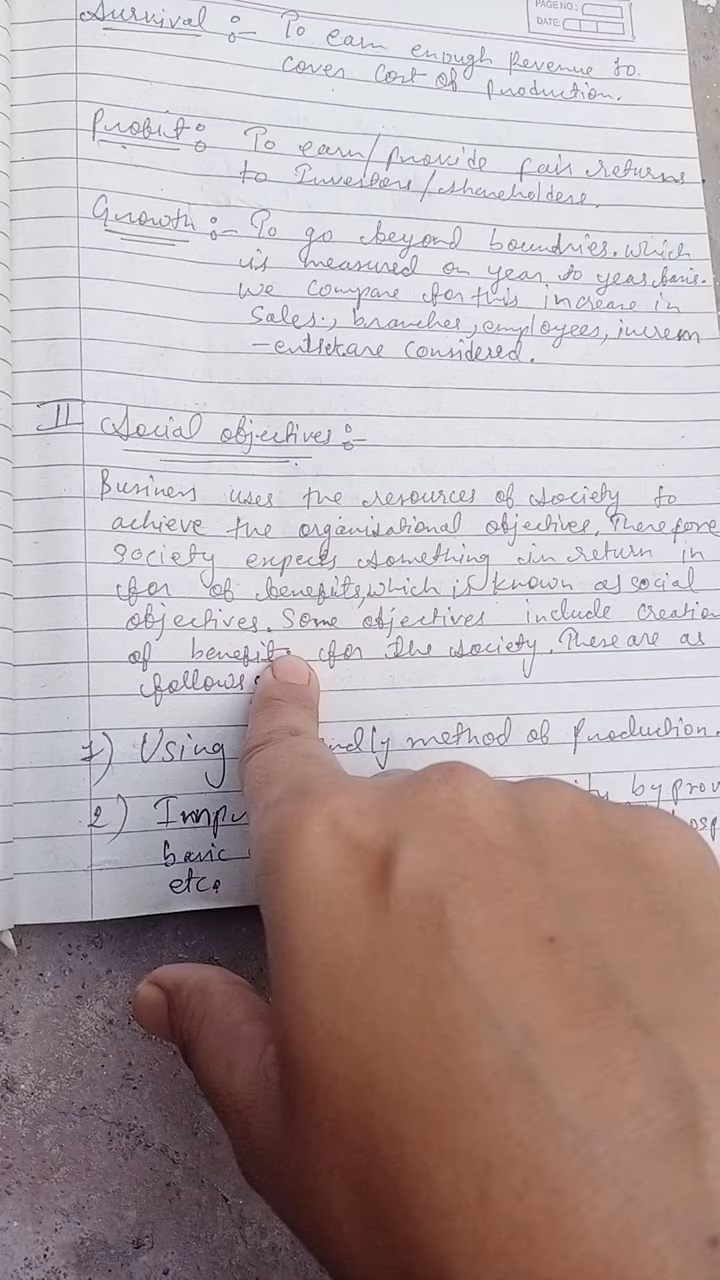 PAGE NO.:
DATE:
Survival :- To earn enough Revenue to
cover cost of production.
Profit :- To earn/provide fair returns
to Investors/shareholders.
Growth :- To go beyond boundries. which
is measured on year to year basis.
we compare for this increase in
Sales., branches, employees, increm
-ent are considered.
II Social objectives :-
Business uses the resources of society to
achieve the organisational objectives. Therefore
society expects something in return in
for of benefits, which is known as social
objectives. Some objectives include creation
of benefit for the society. These are as
follows
1) Using ndly method of production.
2) by prov
basic
etc.